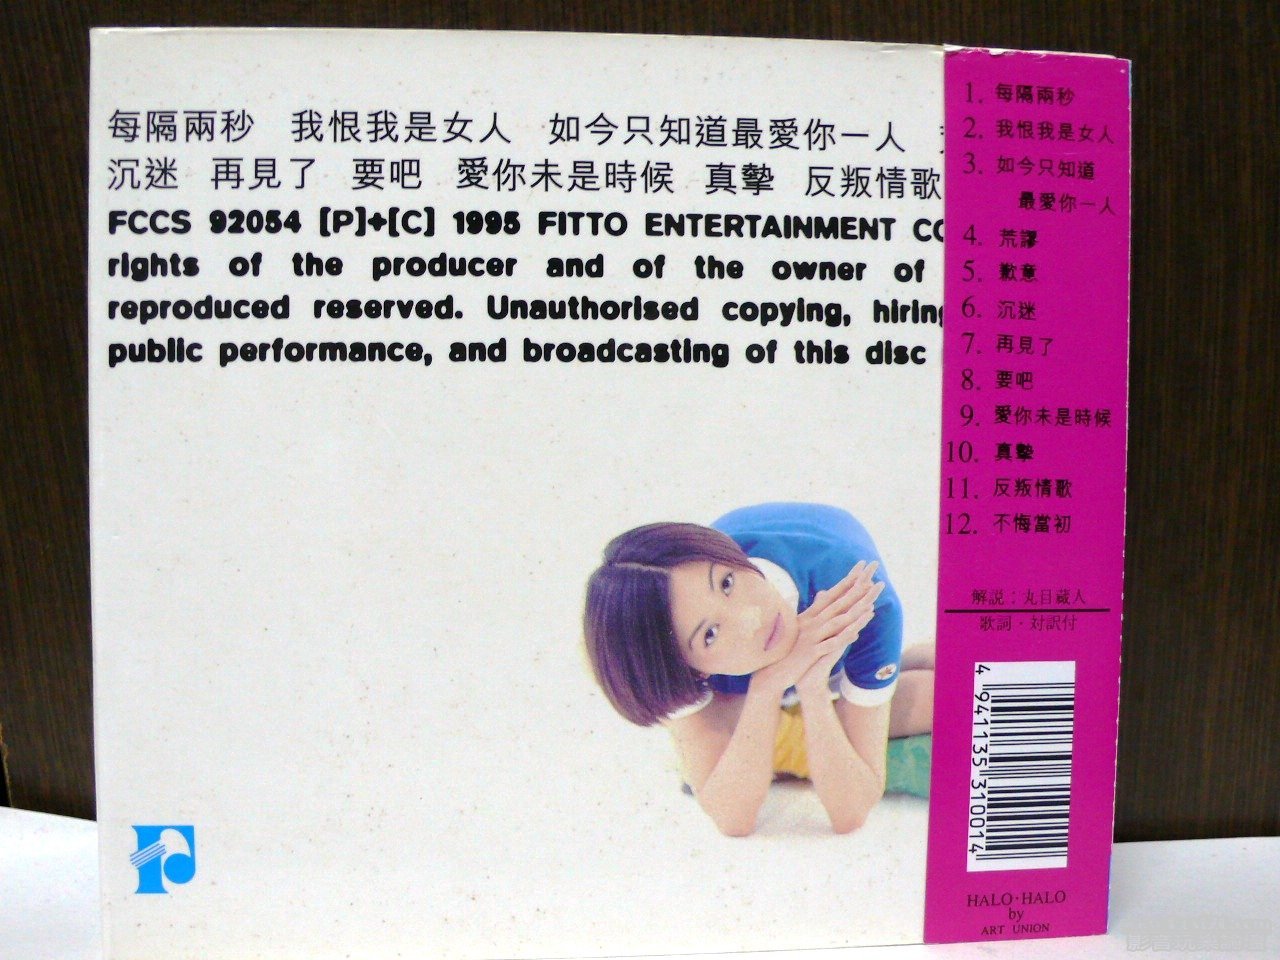 每隔兩秒 我恨我是女人 如今只知道最愛你一人
沉迷 再見了 要吧 愛你未是時候 真摯 反叛情歌
FCCS 92054 [P]+[C] 1995 FITTO ENTERTAINMENT
rights of the producer and of the owner of
reproduced reserved. Unauthorised copying,
public performance, and broadcasting of this disc
1. 每隔兩秒
2. 我恨我是女人
3. 如今只知道
最愛你一人
4. 荒謬
5. 歉意
6. 沉迷
7. 再見了
8. 要吧
9. 愛你未是時候
10. 真摯
11. 反叛情歌
12. 不悔當初
解説：丸目蔵人
歌詞・対訳付
4 941135 310014
HALO・HALO
by
ART UNION